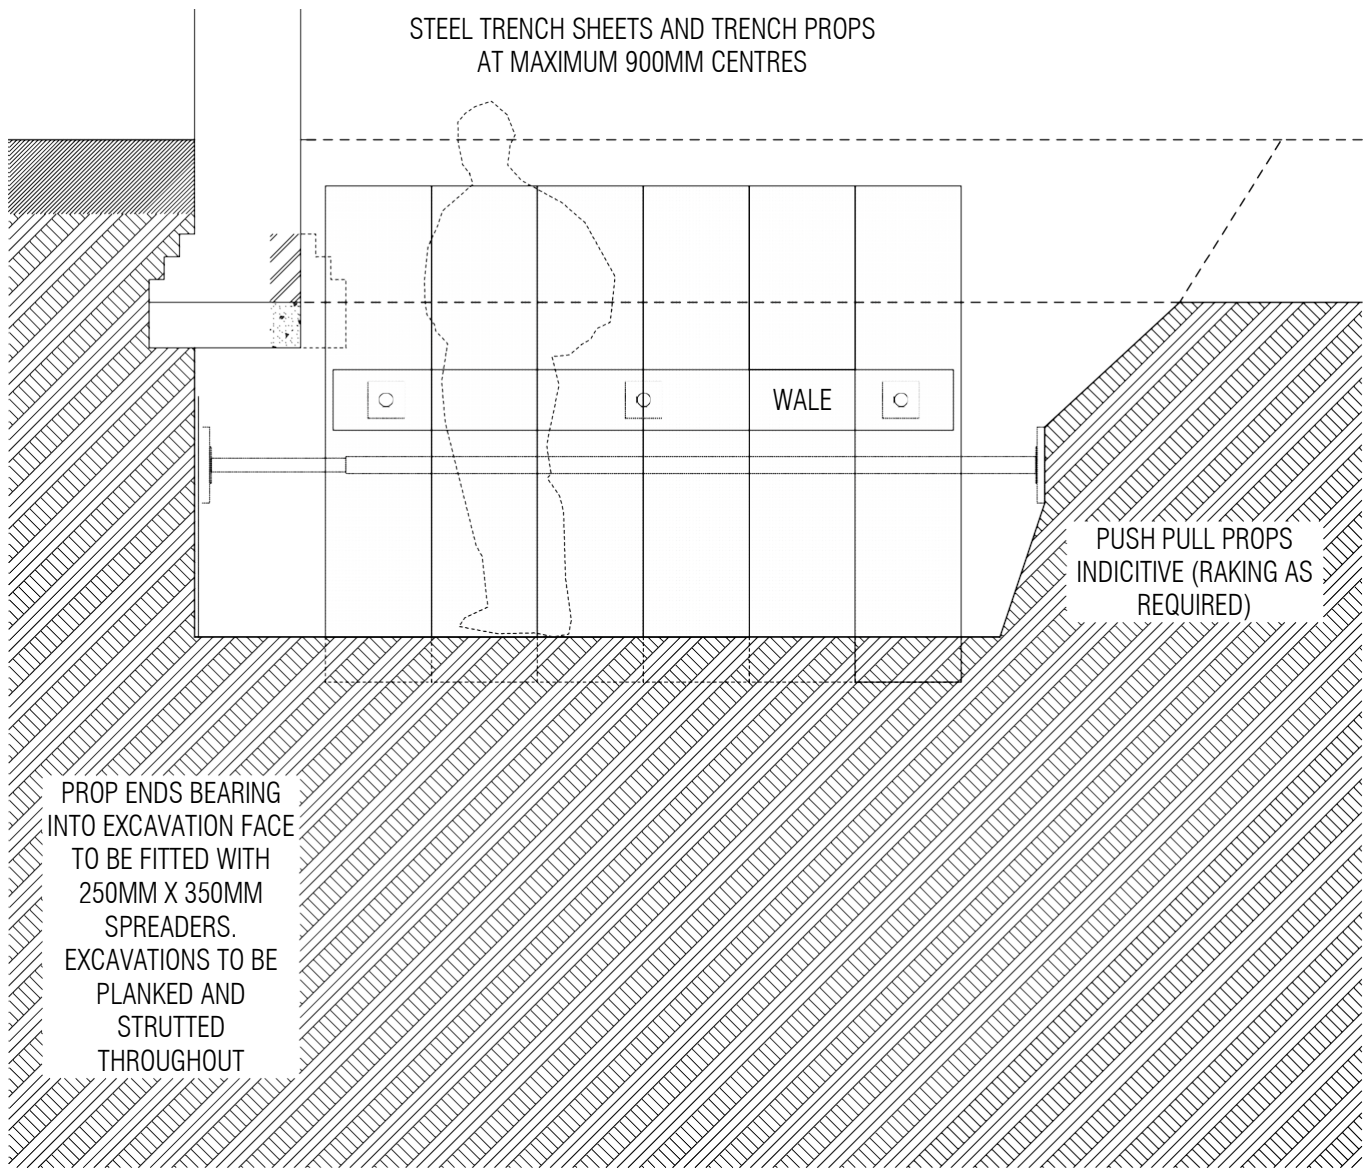 STEEL TRENCH SHEETS AND TRENCH PROPS
AT MAXIMUM 900MM CENTRES
WALE
PUSH PULL PROPS
INDICITIVE (RAKING AS
REQUIRED)
PROP ENDS BEARING
INTO EXCAVATION FACE
TO BE FITTED WITH
250MM X 350MM
SPREADERS.
EXCAVATIONS TO BE
PLANKED AND
STRUTTED
THROUGHOUT